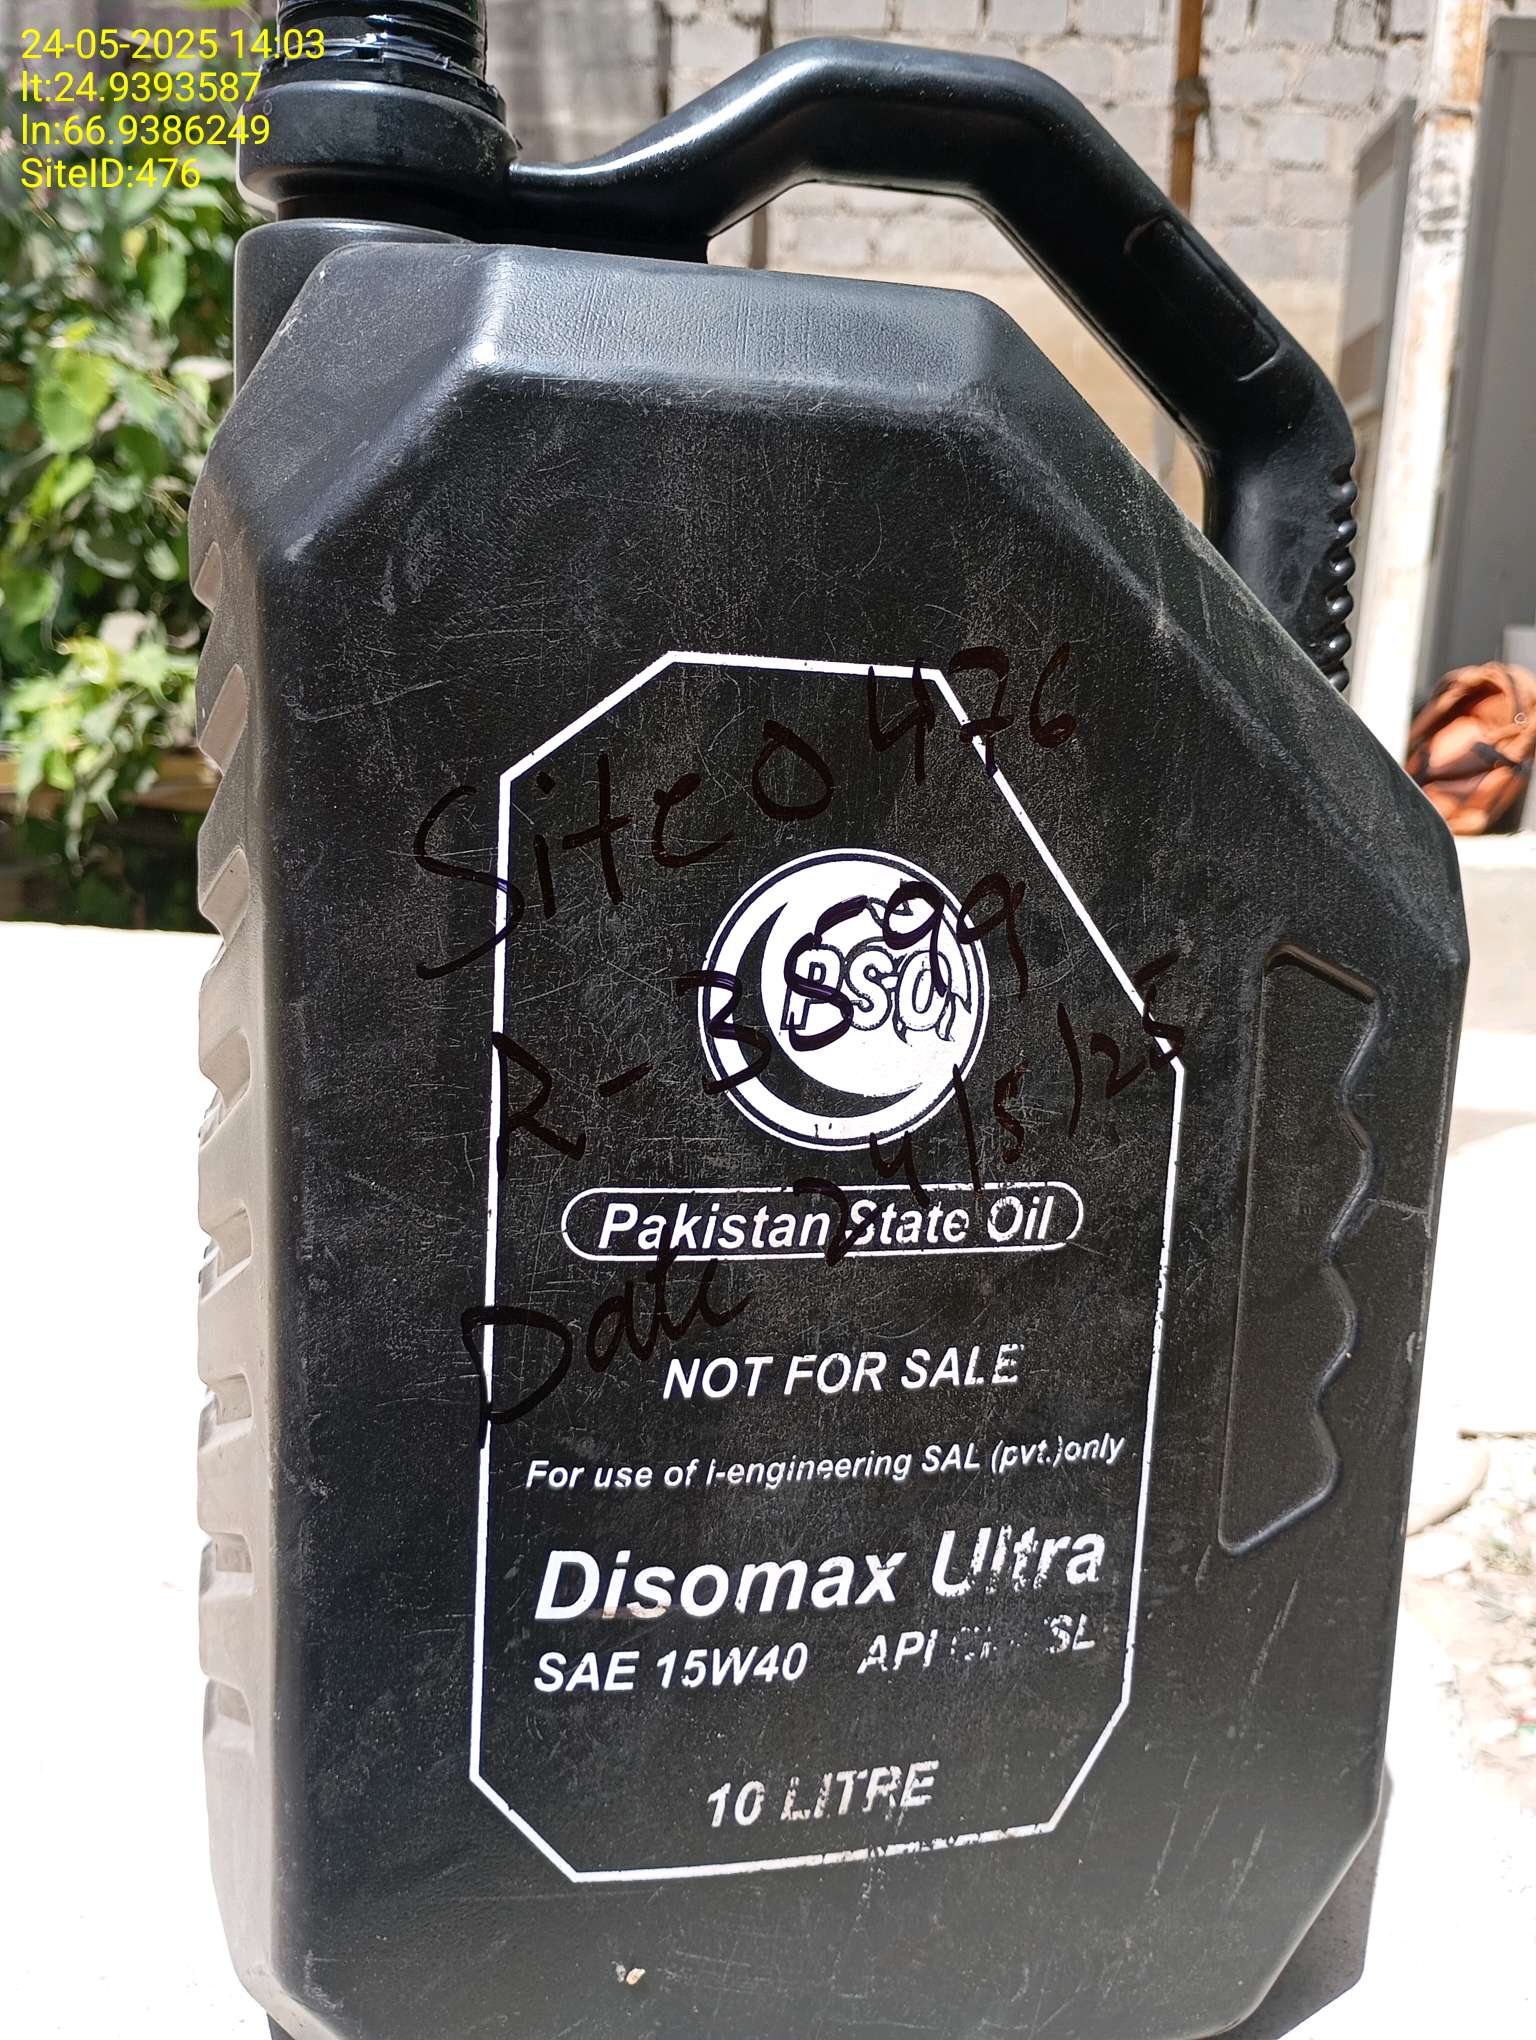 24-05-2025 14:03
lt:24.9393587
ln:66.9386249
SiteID:476
Site 0476
PSO
R-38599
Date 24/5/25
Pakistan State Oil
NOT FOR SALE
For use of I-engineering SAL (pvt.)only
Disomax Ultra
SAE 15W40 API SL
10 LITRE